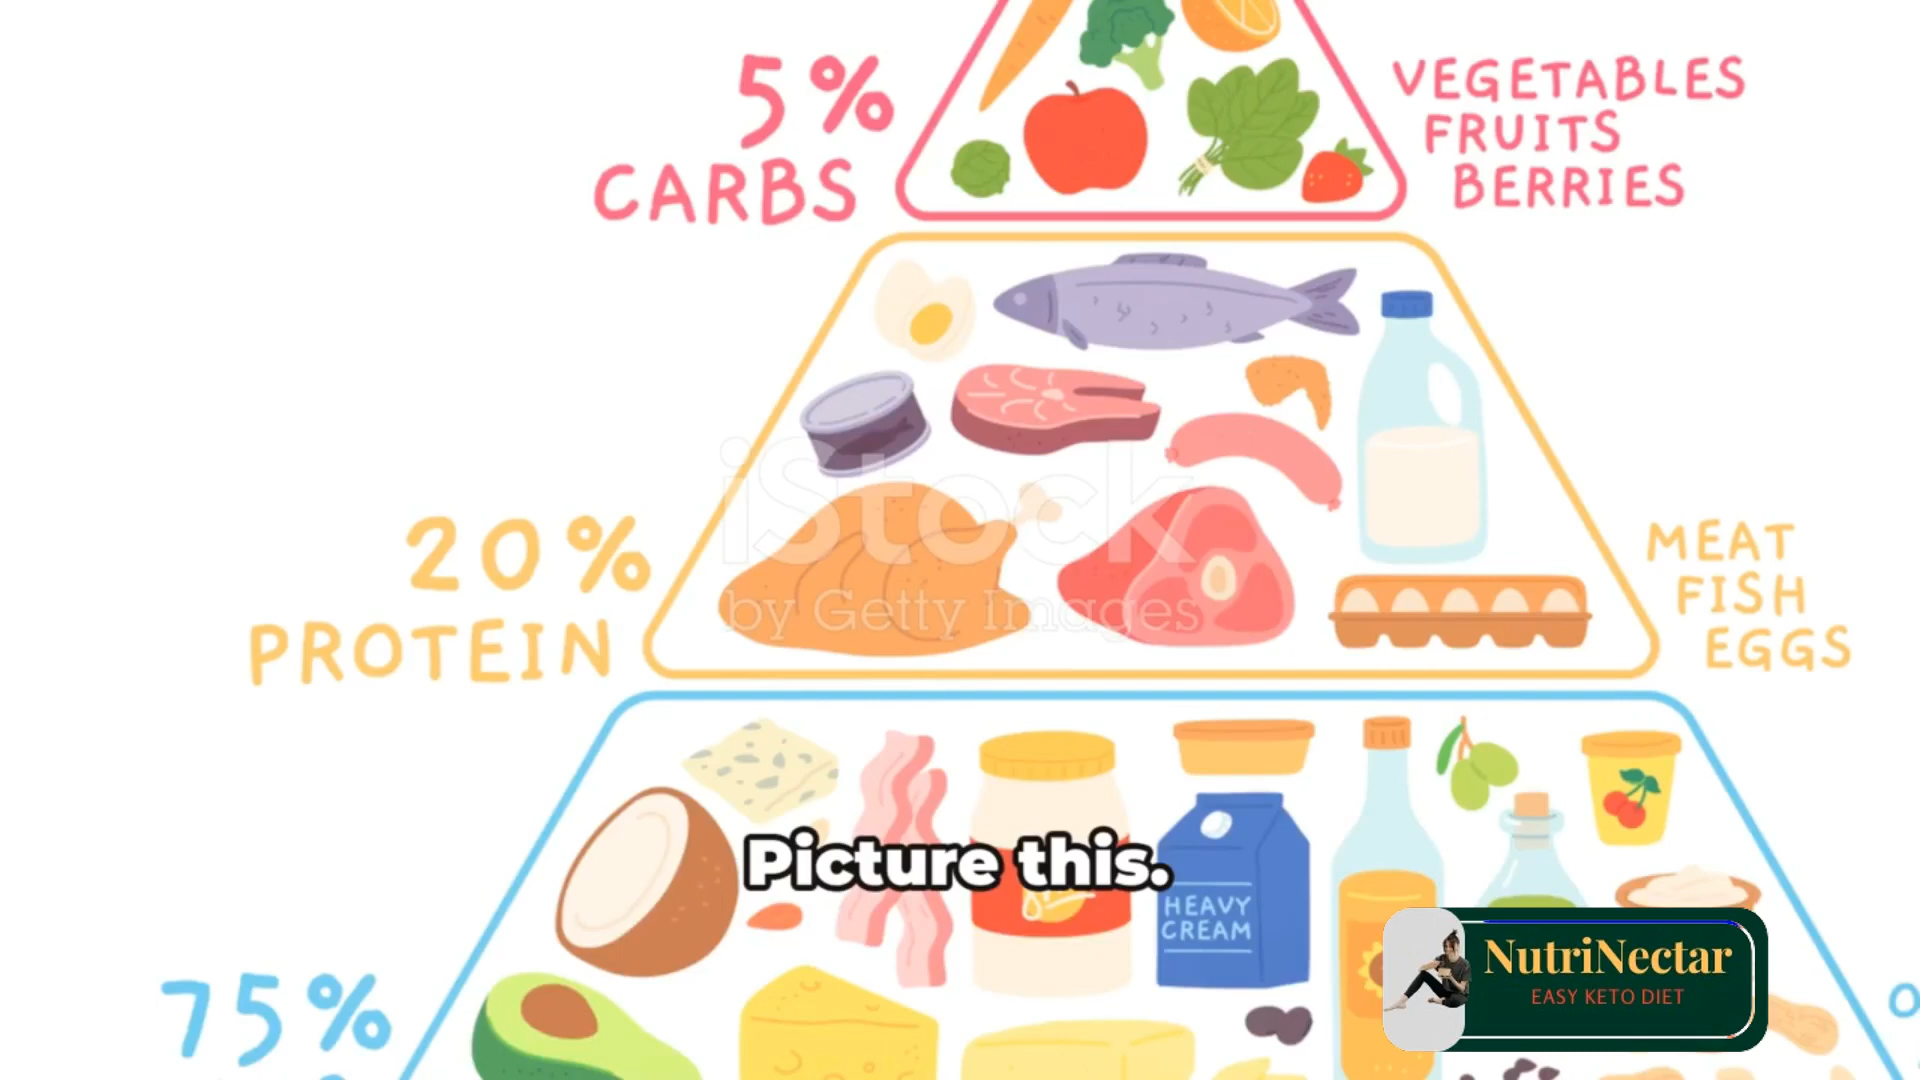 5%
CARBS
VEGETABLES
FRUITS
BERRIES
20%
PROTEIN
MEAT
FISH
EGGS
iStock
by Getty Images
Picture this.
HEAVY
CREAM
75%
NutriNectar
EASY KETO DIET